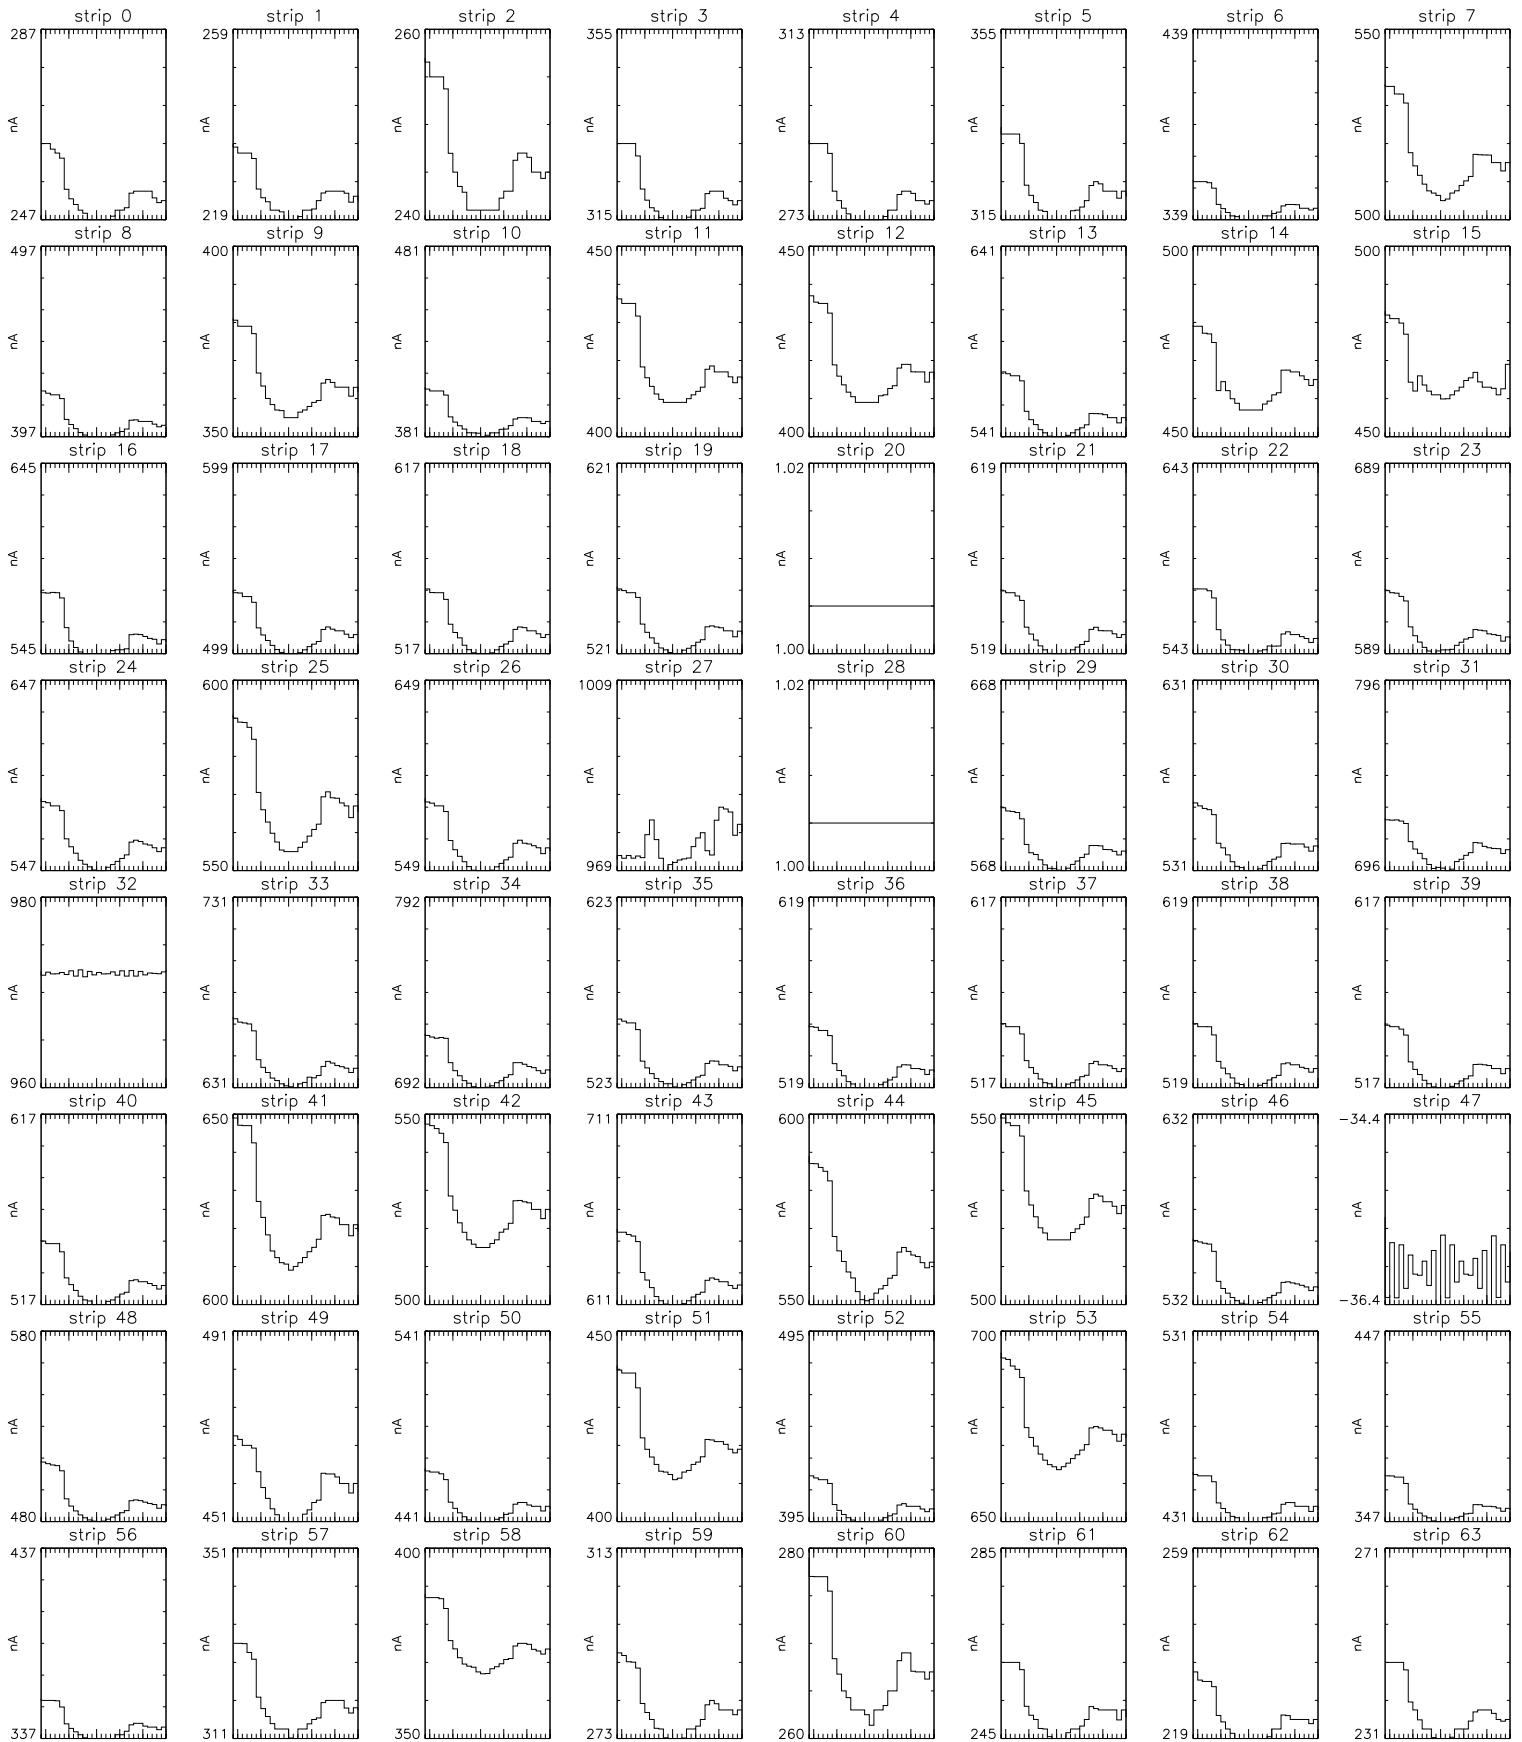 strip 0 strip 1 strip 2 strip 3 strip 4 strip 5 strip 6 strip 7
287 259 260 355 313 355 439 550
nA nA nA nA nA nA nA nA
247 219 240 315 273 315 339 500
strip 8 strip 9 strip 10 strip 11 strip 12 strip 13 strip 14 strip 15
497 400 481 450 450 641 500 500
nA nA nA nA nA nA nA nA
397 350 381 400 400 541 450 450
strip 16 strip 17 strip 18 strip 19 strip 20 strip 21 strip 22 strip 23
645 599 617 621 1.02 619 643 689
nA nA nA nA nA nA nA nA
545 499 517 521 1.00 519 543 589
strip 24 strip 25 strip 26 strip 27 strip 28 strip 29 strip 30 strip 31
647 600 649 1009 1.02 668 631 796
nA nA nA nA nA nA nA nA
547 550 549 969 1.00 568 531 696
strip 32 strip 33 strip 34 strip 35 strip 36 strip 37 strip 38 strip 39
980 731 792 623 619 617 619 617
nA nA nA nA nA nA nA nA
960 631 692 523 519 517 519 517
strip 40 strip 41 strip 42 strip 43 strip 44 strip 45 strip 46 strip 47
617 650 550 711 600 550 632 −34.4
nA nA nA nA nA nA nA nA
517 600 500 611 550 500 532 −36.4
strip 48 strip 49 strip 50 strip 51 strip 52 strip 53 strip 54 strip 55
580 491 541 450 495 700 531 447
nA nA nA nA nA nA nA nA
480 451 441 400 395 650 431 347
strip 56 strip 57 strip 58 strip 59 strip 60 strip 61 strip 62 strip 63
437 351 400 313 280 285 259 271
nA nA nA nA nA nA nA nA
337 311 350 273 260 245 219 231